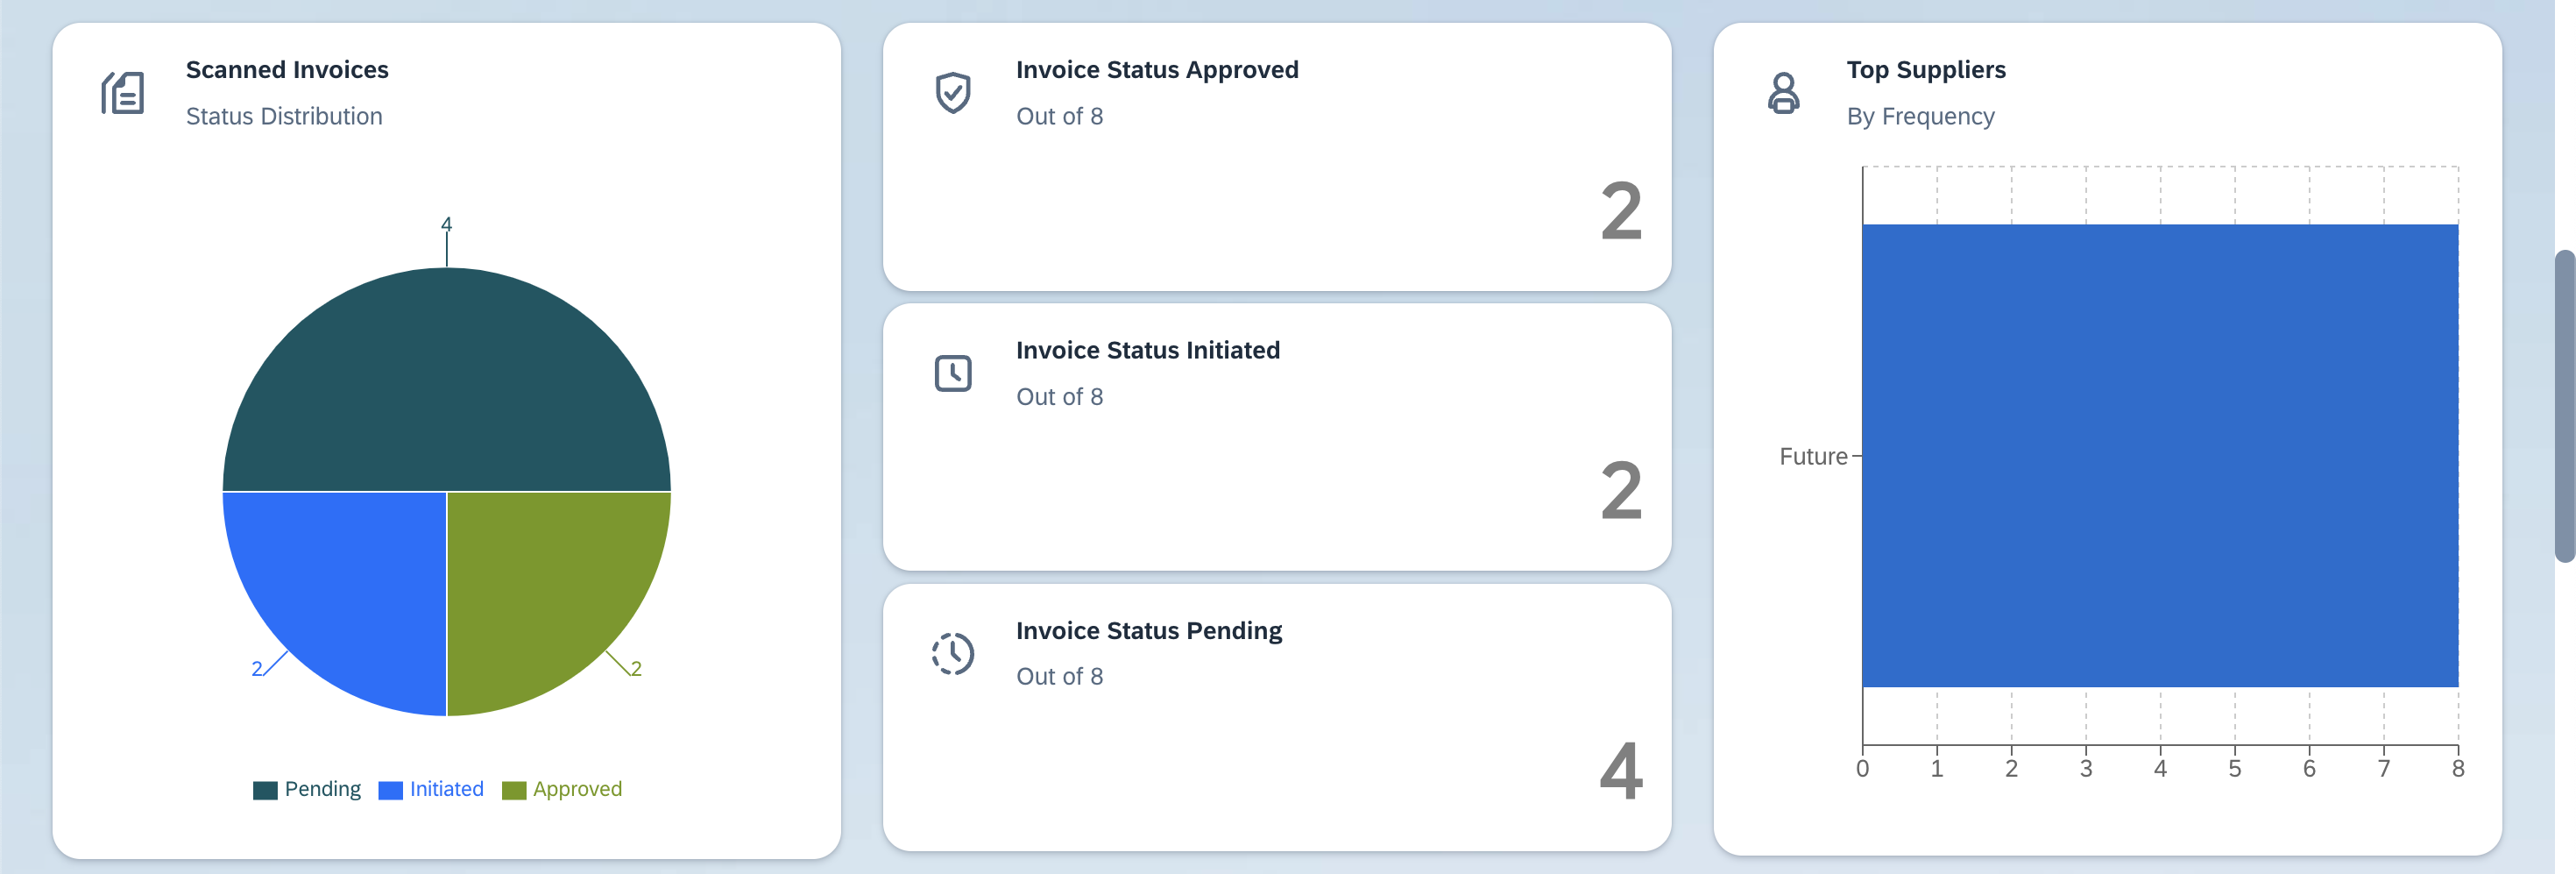 Scanned Invoices
Status Distribution
4
2
2
Pending Initiated Approved
Invoice Status Approved
Out of 8
2
Invoice Status Initiated
Out of 8
2
Invoice Status Pending
Out of 8
4
Top Suppliers
By Frequency
Future
0 1 2 3 4 5 6 7 8